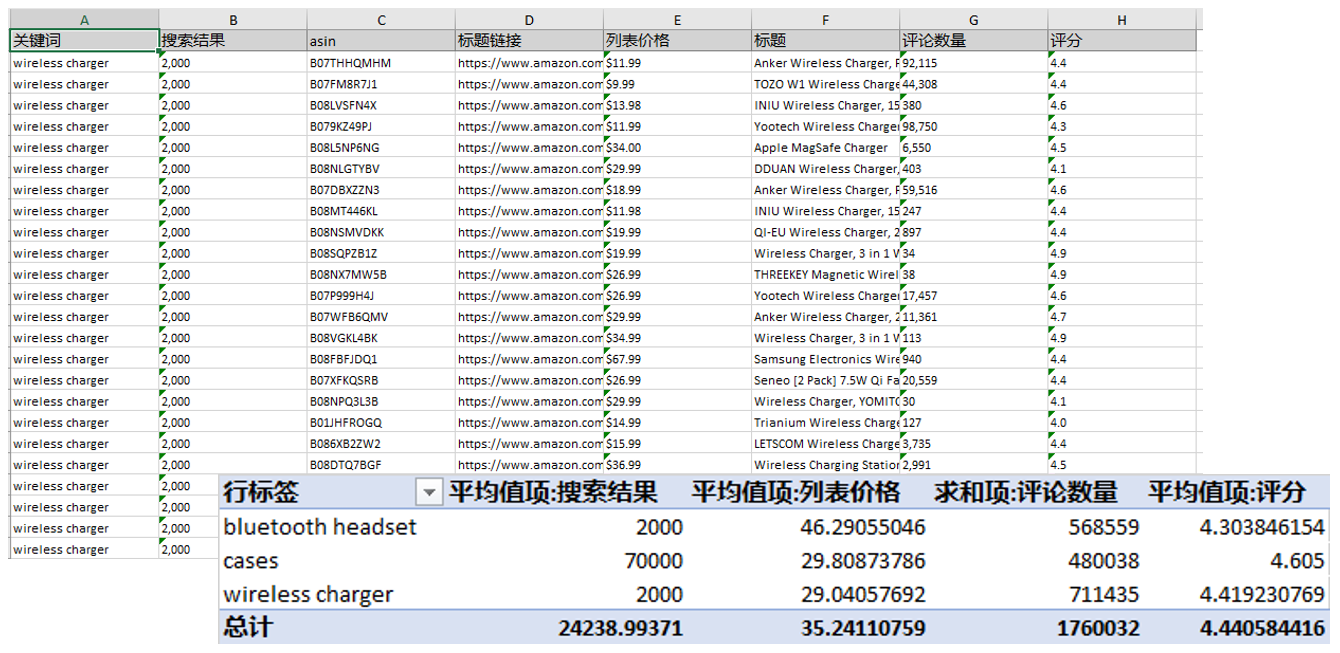 A B C D E F G H
关键词 搜索结果 asin 标题链接 列表价格 标题 评论数量 评分
wireless charger 2,000 B07THHQMHM https://www.amazon.com $11.99 Anker Wireless Charger, 92,115 4.4
wireless charger 2,000 B07FM8R7J1 https://www.amazon.com $9.99 TOZO W1 Wireless Charge 44,308 4.4
wireless charger 2,000 B08LVSFN4X https://www.amazon.com $13.98 INIU Wireless Charger, 15 380 4.6
wireless charger 2,000 B079KZ49PJ https://www.amazon.com $11.99 Yootech Wireless Charger 98,750 4.3
wireless charger 2,000 B08L5NP6NG https://www.amazon.com $34.00 Apple MagSafe Charger 6,550 4.5
wireless charger 2,000 B08NLGTYBV https://www.amazon.com $29.99 DDUAN Wireless Charger, 403 4.1
wireless charger 2,000 B07DBXZZN3 https://www.amazon.com $18.99 Anker Wireless Charger, 59,516 4.6
wireless charger 2,000 B08MT446KL https://www.amazon.com $11.98 INIU Wireless Charger, 15 247 4.4
wireless charger 2,000 B08NSMVDKK https://www.amazon.com $19.99 QI-EU Wireless Charger, 2 897 4.4
wireless charger 2,000 B08SQPZB1Z https://www.amazon.com $19.99 Wireless Charger, 3 in 1 W 34 4.9
wireless charger 2,000 B08NX7MW5B https://www.amazon.com $26.99 THREEKEY Magnetic Wirel 38 4.9
wireless charger 2,000 B07P999H4J https://www.amazon.com $26.99 Yootech Wireless Charger 17,457 4.6
wireless charger 2,000 B07WFB6QMV https://www.amazon.com $29.99 Anker Wireless Charger, 2 11,361 4.7
wireless charger 2,000 B08VGKL4BK https://www.amazon.com $34.99 Wireless Charger, 3 in 1 W 113 4.9
wireless charger 2,000 B08FBFJDQ1 https://www.amazon.com $67.99 Samsung Electronics Wire 940 4.4
wireless charger 2,000 B07XFKQSRB https://www.amazon.com $26.99 Seneo [2 Pack] 7.5W Qi Fa 20,559 4.4
wireless charger 2,000 B08NPQ3L3B https://www.amazon.com $29.99 Wireless Charger, YOMITO 30 4.1
wireless charger 2,000 B01JHFROGQ https://www.amazon.com $14.99 Trianium Wireless Charge 127 4.0
wireless charger 2,000 B086XB2ZW2 https://www.amazon.com $15.99 LETSCOM Wireless Charge 3,735 4.4
wireless charger 2,000 B08DTQ7BGF https://www.amazon.com $36.99 Wireless Charging Station 2,991 4.5
wireless charger 2,000
wireless charger 2,000
wireless charger 2,000
wireless charger 2,000
行标签 平均值项:搜索结果 平均值项:列表价格 求和项:评论数量 平均值项:评分
bluetooth headset 2000 46.29055046 568559 4.303846154
cases 70000 29.80873786 480038 4.605
wireless charger 2000 29.04057692 711435 4.419230769
总计 24238.99371 35.24110759 1760032 4.440584416